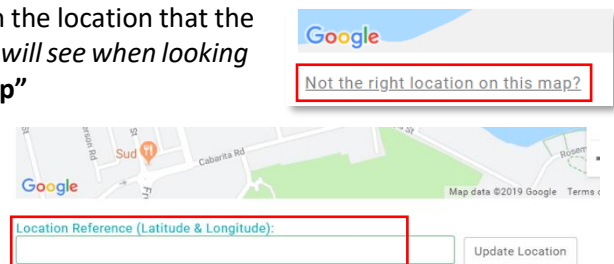 n the location that the
will see when looking
p”
Google
Not the right location on this map?
Sud
Cabarita Rd
Google
Map data ©2019 Google Terms
Location Reference (Latitude & Longitude):
Update Location